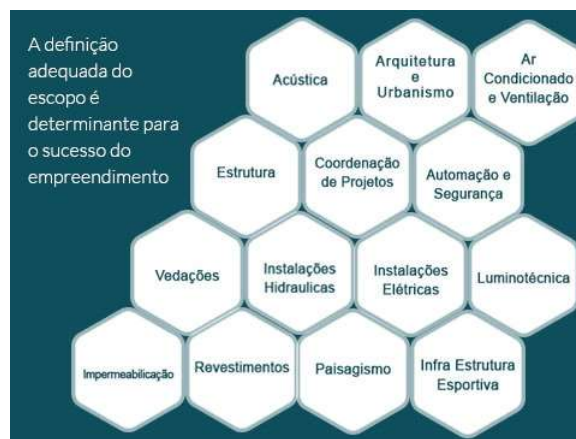 A definição
adequada do
escopo é
determinante para
o sucesso do
empreendimento
Acústica
Arquitetura
e
Urbanismo
Ar
Condicionado
e Ventilação
Estrutura
Coordenação
de Projetos
Automação e
Segurança
Vedações
Instalações
Hidraulicas
Instalações
Elétricas
Luminotécnica
Impermeabilicação
Revestimentos
Paisagismo
Infra Estrutura
Esportiva